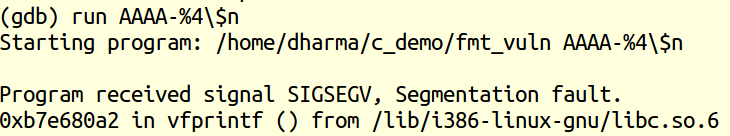 (gdb) run AAAA-%4\$n
Starting program: /home/dharma/c_demo/fmt_vuln AAAA-%4\$n
Program received signal SIGSEGV, Segmentation fault.
0xb7e680a2 in vfprintf () from /lib/i386-linux-gnu/libc.so.6